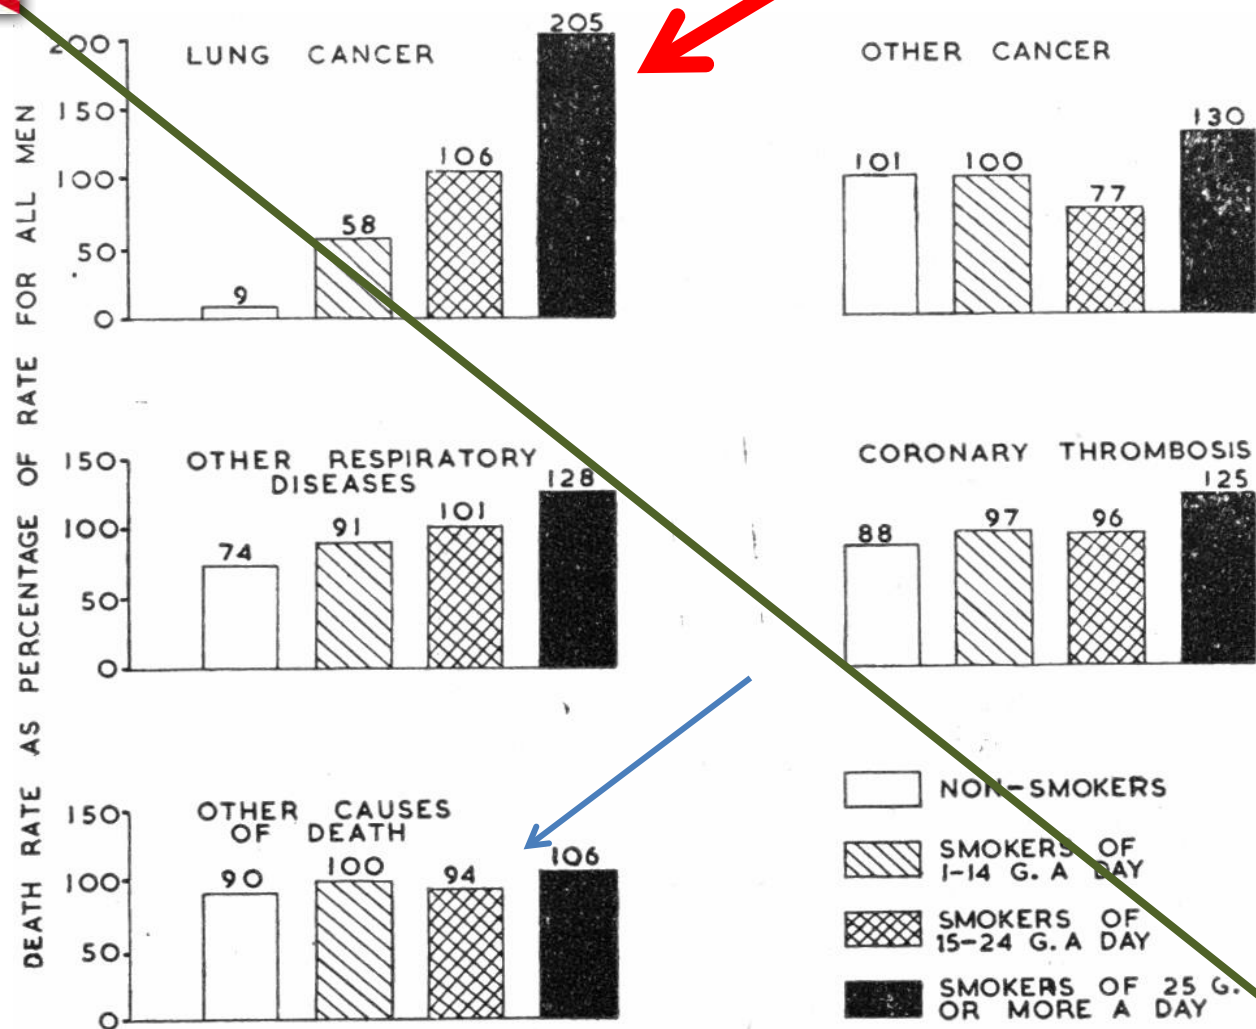 DEATH RATE AS PERCENTAGE OF RATE FOR ALL MEN
LUNG CANCER
200
150
100
50
0
9
58
106
205
OTHER CANCER
101
100
77
130
OTHER RESPIRATORY
DISEASES
150
100
50
0
74
91
101
128
CORONARY THROMBOSIS
88
97
96
125
OTHER CAUSES
OF DEATH
150
100
50
0
90
100
94
106
NON-SMOKERS
SMOKERS OF
1-14 G. A DAY
SMOKERS OF
15-24 G. A DAY
SMOKERS OF 25 G.
OR MORE A DAY